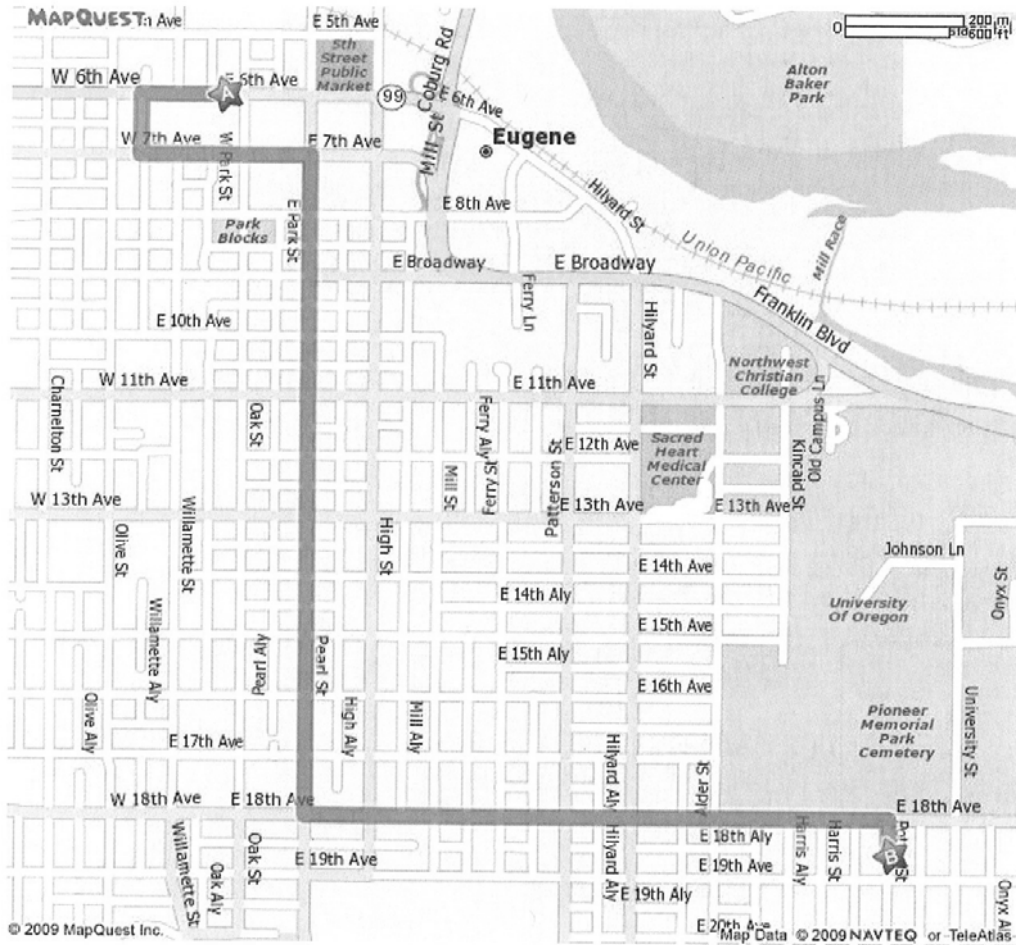 MAPQUEST
n Ave
E 5th Ave
200 m
0
600 ft
W 6th Ave
E 6th Ave
A
5th
Street
Public
Market
99
E 6th Ave
Mill St
Coburg Rd
Alton
Baker
Park
W 7th Ave
E 7th Ave
Eugene
W Park St
E Park St
Park
Blocks
E 8th Ave
Hilyard St
Union Pacific
Mill Race
E Broadway
E Broadway
Franklin Blvd
Ferry Ln
Hilyard St
E 10th Ave
W 11th Ave
E 11th Ave
Northwest
Christian
College
Charnelton St
Oak St
Ferry Aly
Ferry St
Mill St
Patterson St
E 12th Ave
Sacred
Heart
Medical
Center
Kincaid St
Old Campus Ln
W 13th Ave
E 13th Ave
E 13th Ave
Olive St
Willamette St
High St
Johnson Ln
E 14th Ave
E 14th Aly
University
Of Oregon
Onyx St
Willamette Aly
E 15th Ave
Pearl Aly
Pearl St
E 15th Aly
E 16th Ave
Olive Aly
High Aly
Mill Aly
Pioneer
Memorial
Park
Cemetery
University St
E 17th Ave
Hilyard Aly
Alder St
W 18th Ave
E 18th Ave
E 18th Ave
Willamette St
Oak St
Oak Aly
Hilyard Aly
E 18th Aly
Harris Aly
Harris St
B
E 19th Ave
E 19th Ave
E 19th Aly
Onyx Al
E 20th Ave
© 2009 MapQuest Inc.
Map Data © 2009 NAVTEQ or TeleAtlas